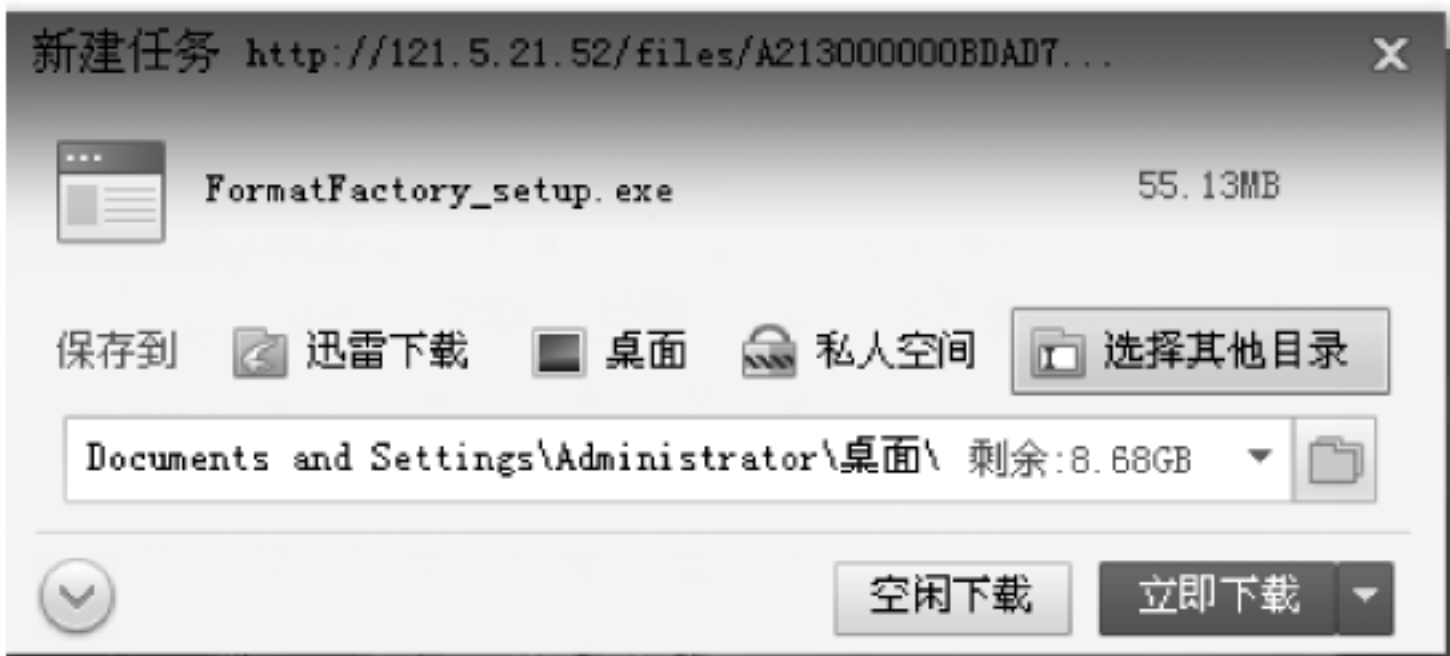 新建任务 http://121.5.21.52/files/A213000000BDAD7...
FormatFactory_setup.exe 55.13MB
保存到 迅雷下载 桌面 私人空间 选择其他目录
Documents and Settings\Administrator\桌面\ 剩余:8.68GB
空闲下载 立即下载